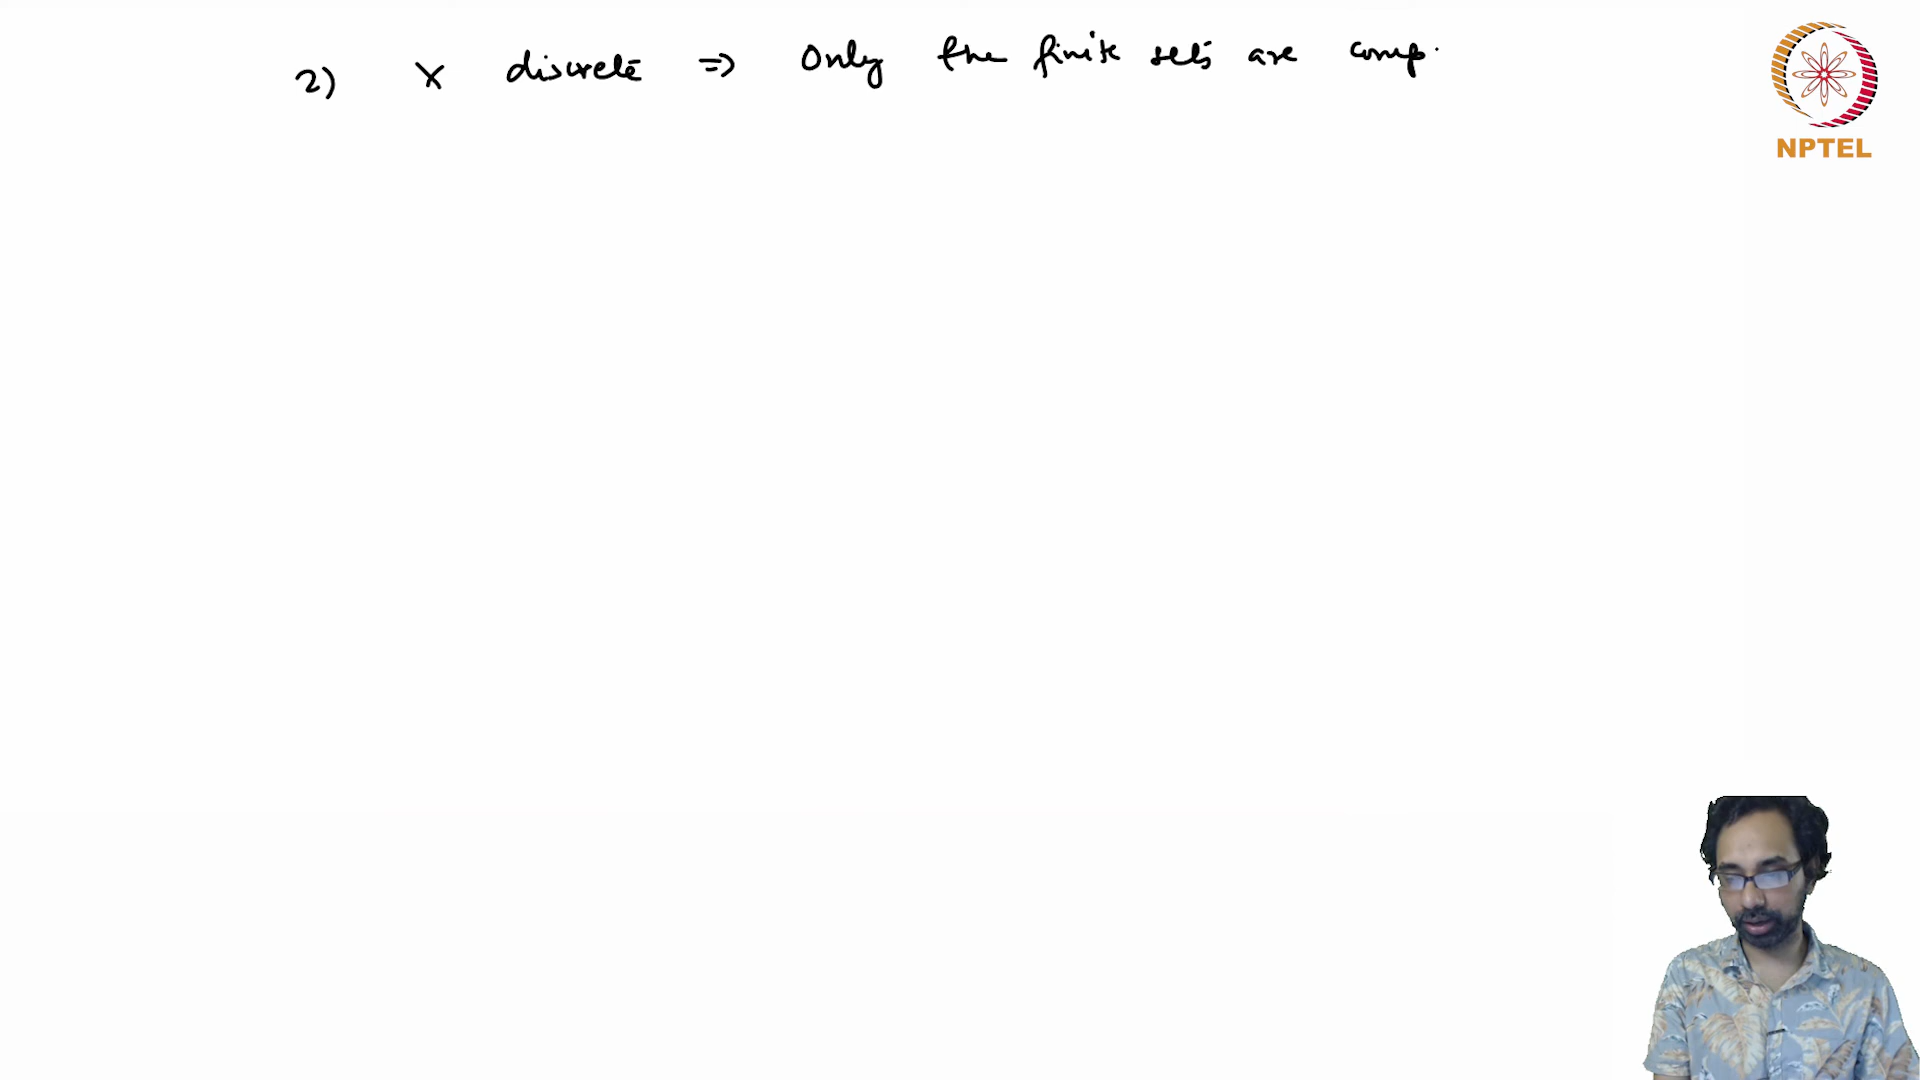 2) X discrete ⇒ Only the finite sets are comp.
NPTEL